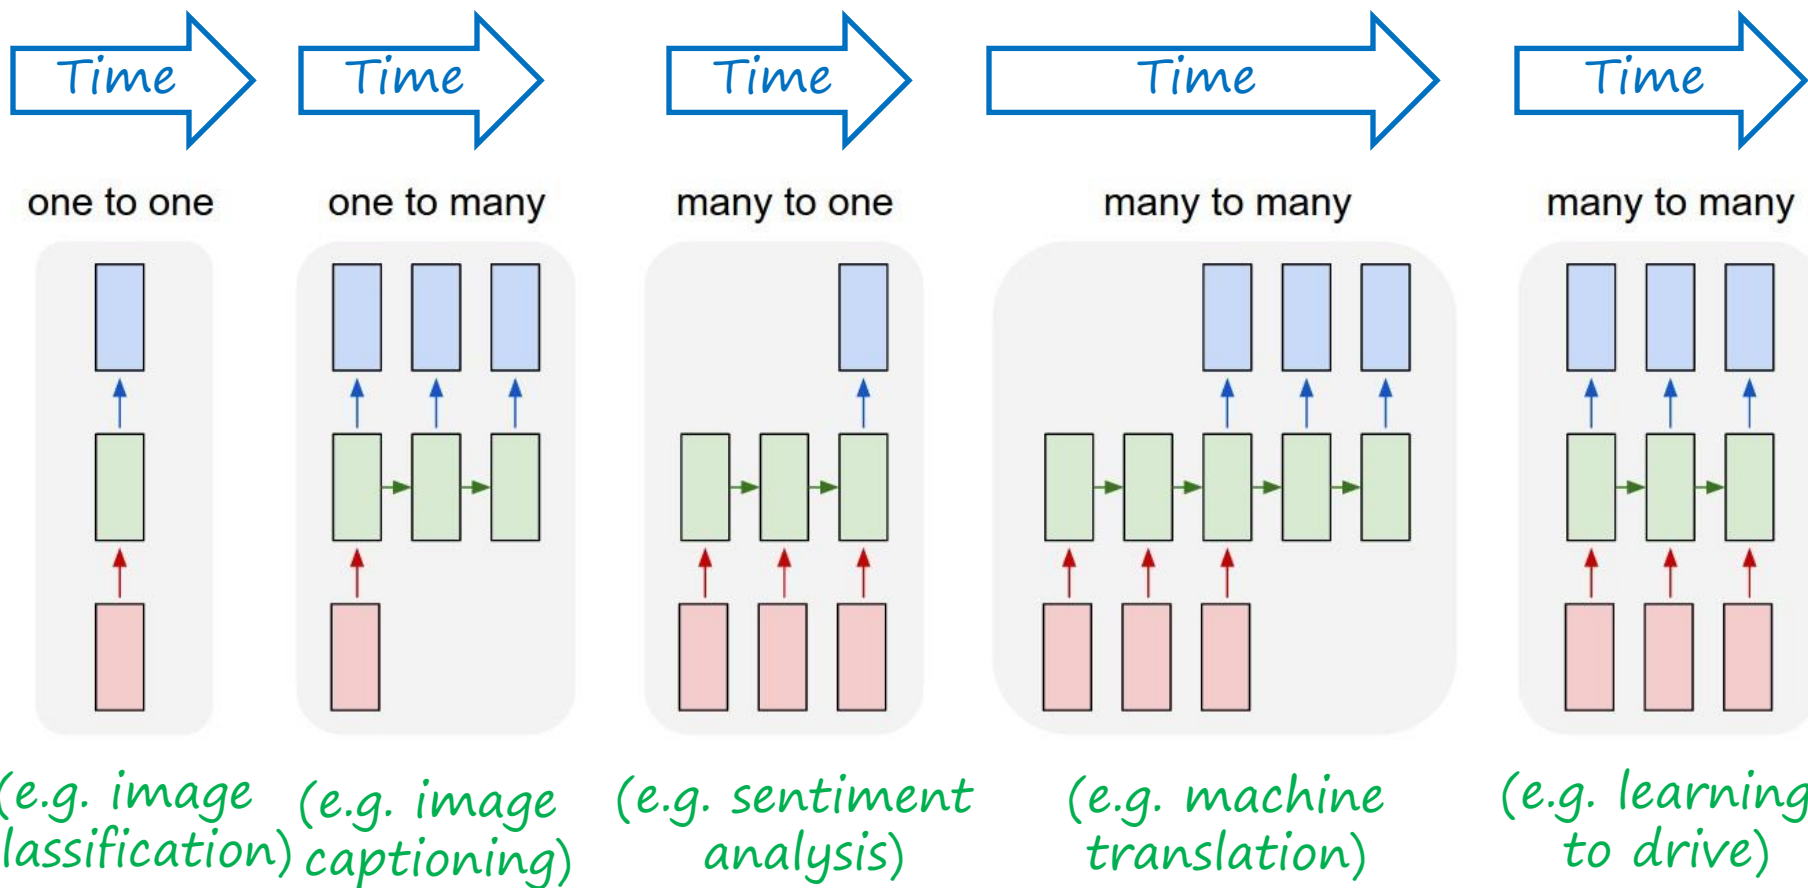 Time
Time
Time
Time
Time
one to one
one to many
many to one
many to many
many to many
(e.g. image
lassification)
(e.g. image
captioning)
(e.g. sentiment
analysis)
(e.g. machine
translation)
(e.g. learning
to drive)